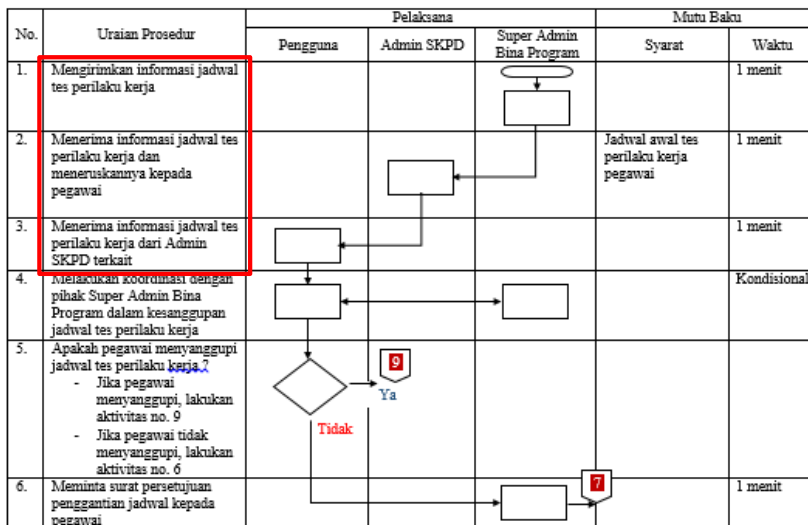 Pelaksana
Mutu Baku
No.
Uraian Prosedur
Pengguna
Admin SKPD
Super Admin
Bina Program
Syarat
Waktu
1.
Mengirimkan informasi jadwal
tes perilaku kerja
1 menit
2.
Menerima informasi jadwal tes
perilaku kerja dan
meneruskannya kepada
pegawai
Jadwal awal tes
perilaku kerja
pegawai
1 menit
3.
Menerima informasi jadwal tes
perilaku kerja dari Admin
SKPD terkait
1 menit
4.
Melakukan koordinasi dengan
pihak Super Admin Bina
Program dalam kesanggupan
jadwal tes perilaku kerja
Kondisional
5.
Apakah pegawai menyanggupi
jadwal tes perilaku kerja ?
- Jika pegawai
menyanggupi, lakukan
aktivitas no. 9
- Jika pegawai tidak
menyanggupi, lakukan
aktivitas no. 6
9
Ya
Tidak
6.
Meminta surat persetujuan
penggantian jadwal kepada
pegawai
7
1 menit